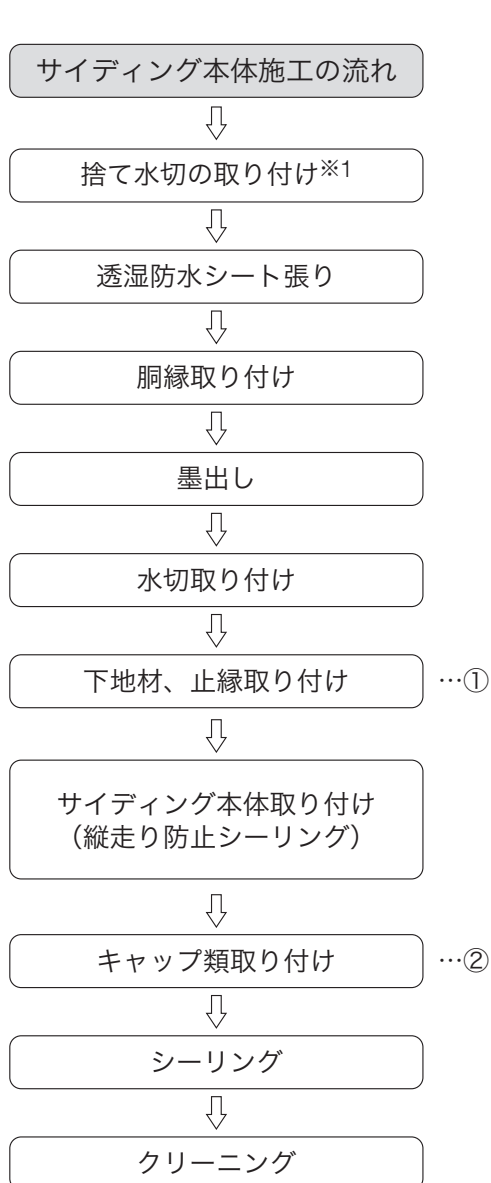 サイディング本体施工の流れ
捨て水切の取り付け※1
透湿防水シート張り
胴縁取り付け
墨出し
水切取り付け
下地材、止縁取り付け …①
サイディング本体取り付け
（縦走り防止シーリング）
キャップ類取り付け …②
シーリング
クリーニング